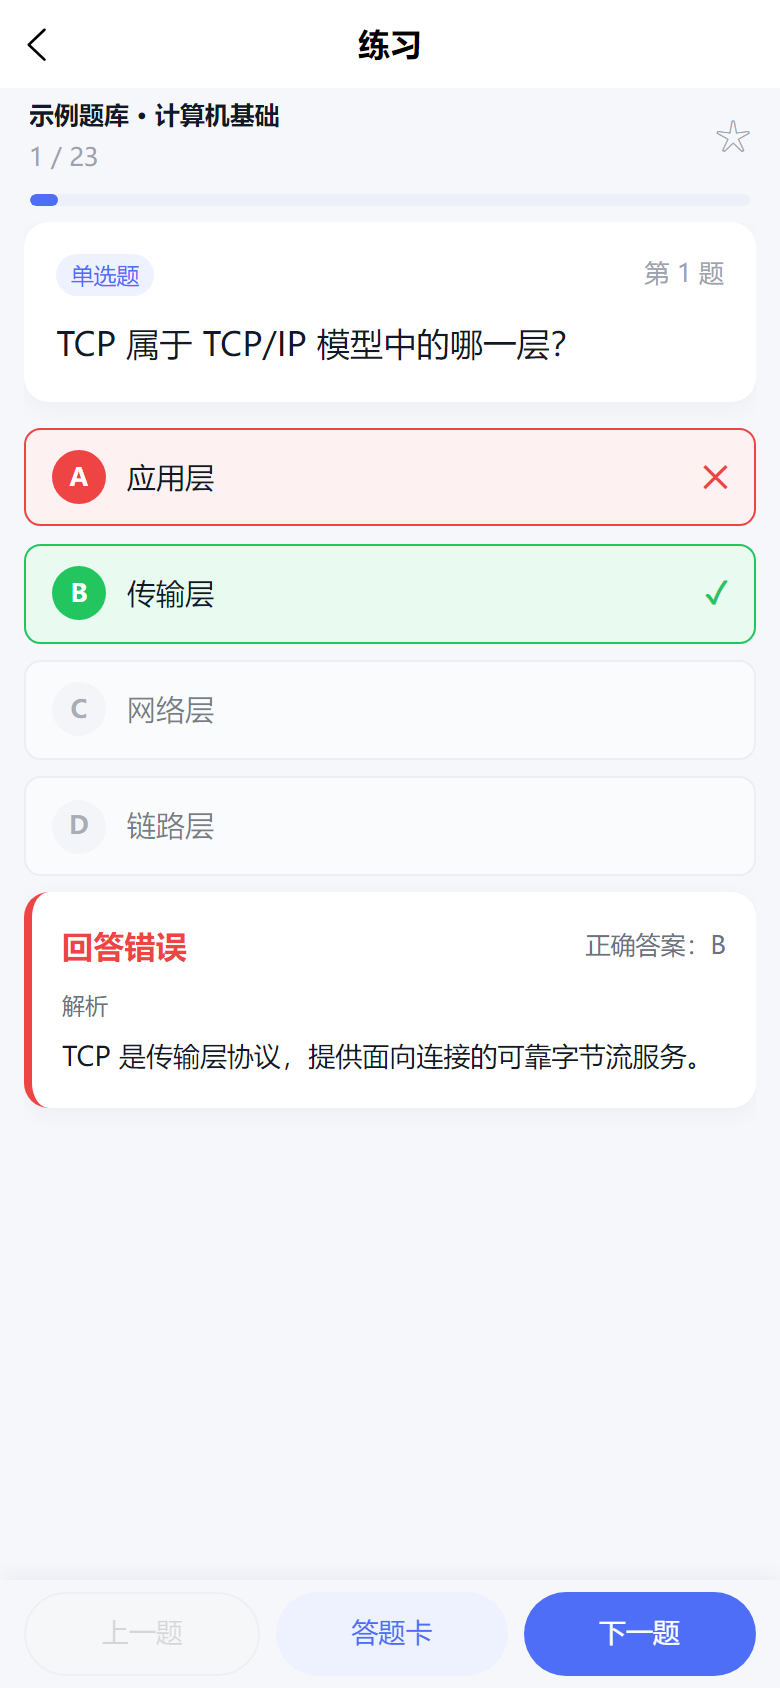 练习
示例题库·计算机基础
1 / 23
单选题
第 1 题
TCP 属于 TCP/IP 模型中的哪一层?
A 应用层
B 传输层
C 网络层
D 链路层
回答错误
正确答案：B
解析
TCP 是传输层协议，提供面向连接的可靠字节流服务。
上一题
答题卡
下一题